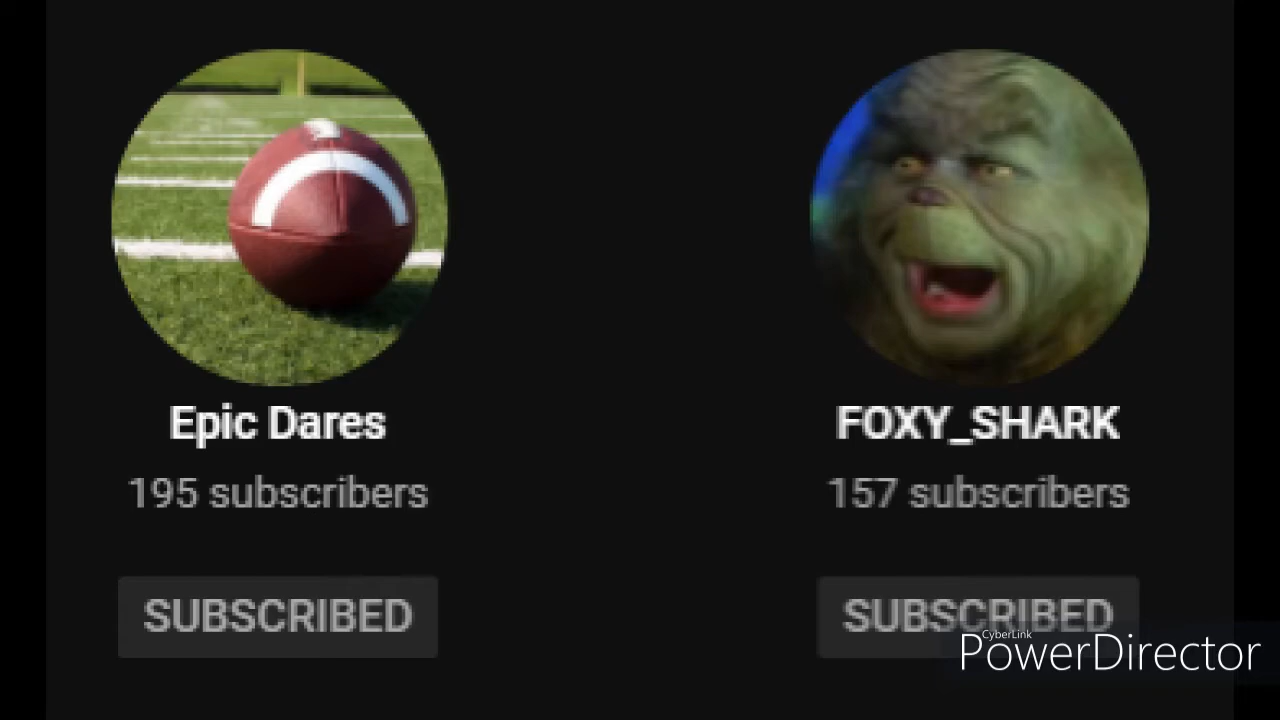 Epic Dares
195 subscribers
SUBSCRIBED
FOXY_SHARK
157 subscribers
SUBSCRIBED
CyberLink
PowerDirector